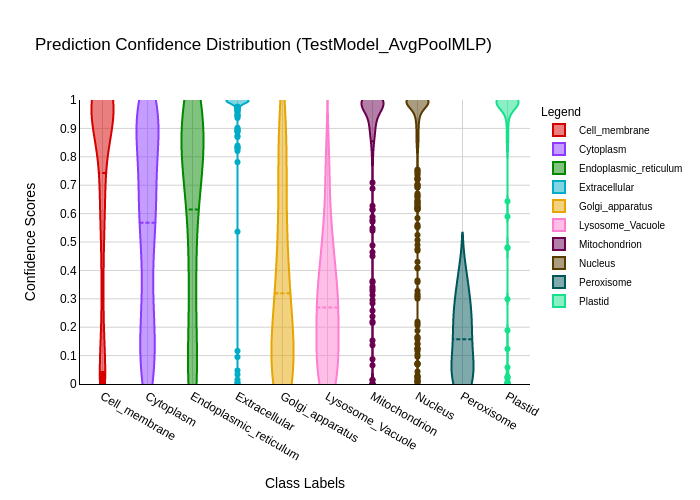 Prediction Confidence Distribution (TestModel_AvgPoolMLP)
Confidence Scores
1
0.9
0.8
0.7
0.6
0.5
0.4
0.3
0.2
0.1
0
Cell_membrane
Cytoplasm
Endoplasmic_reticulum
Extracellular
Golgi_apparatus
Lysosome_Vacuole
Mitochondrion
Nucleus
Peroxisome
Plastid
Class Labels
Legend
Cell_membrane
Cytoplasm
Endoplasmic_reticulum
Extracellular
Golgi_apparatus
Lysosome_Vacuole
Mitochondrion
Nucleus
Peroxisome
Plastid